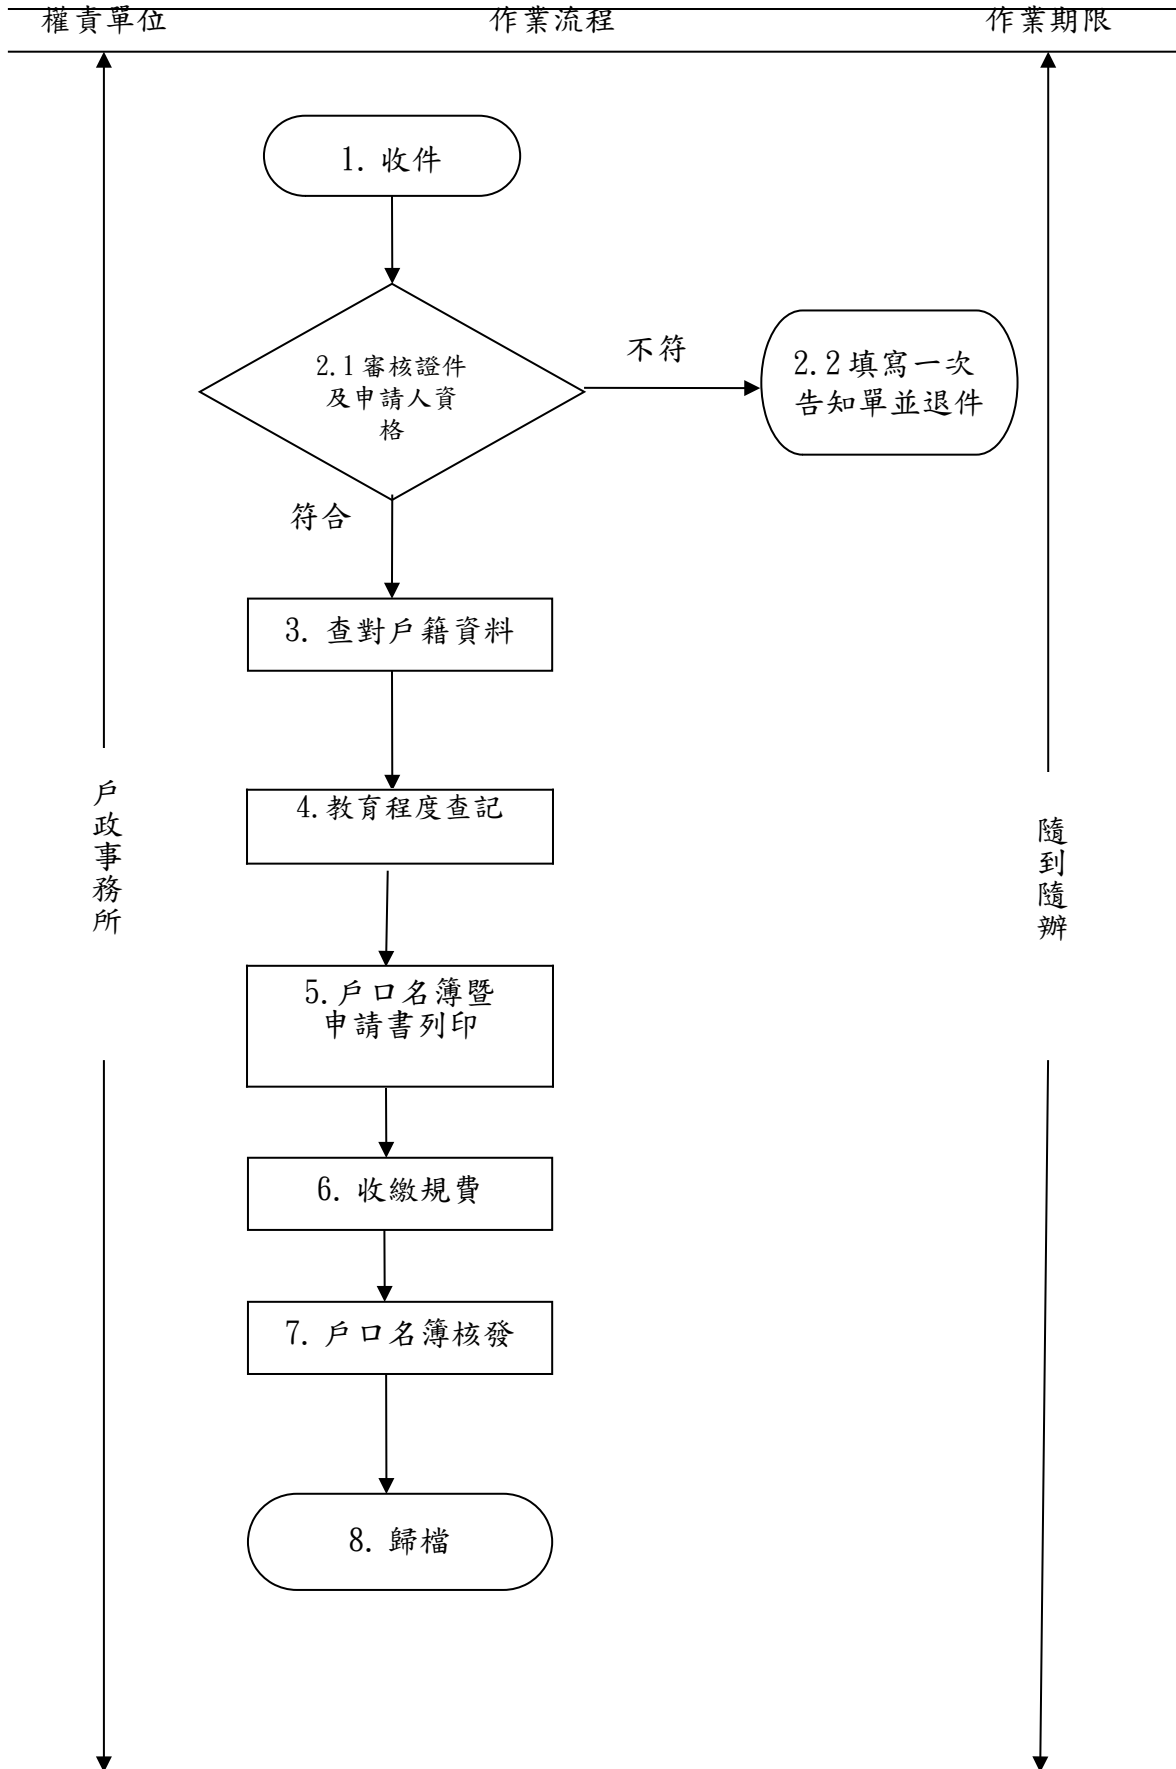 權責單位 作業流程 作業期限
1. 收件
2.1審核證件
及申請人資
格
不符
2.2填寫一次
告知單並退件
符合
3. 查對戶籍資料
4.教育程度查記
戶政事務所
隨到隨辦
5.戶口名簿暨
申請書列印
6. 收繳規費
7. 戶口名簿核發
8. 歸檔